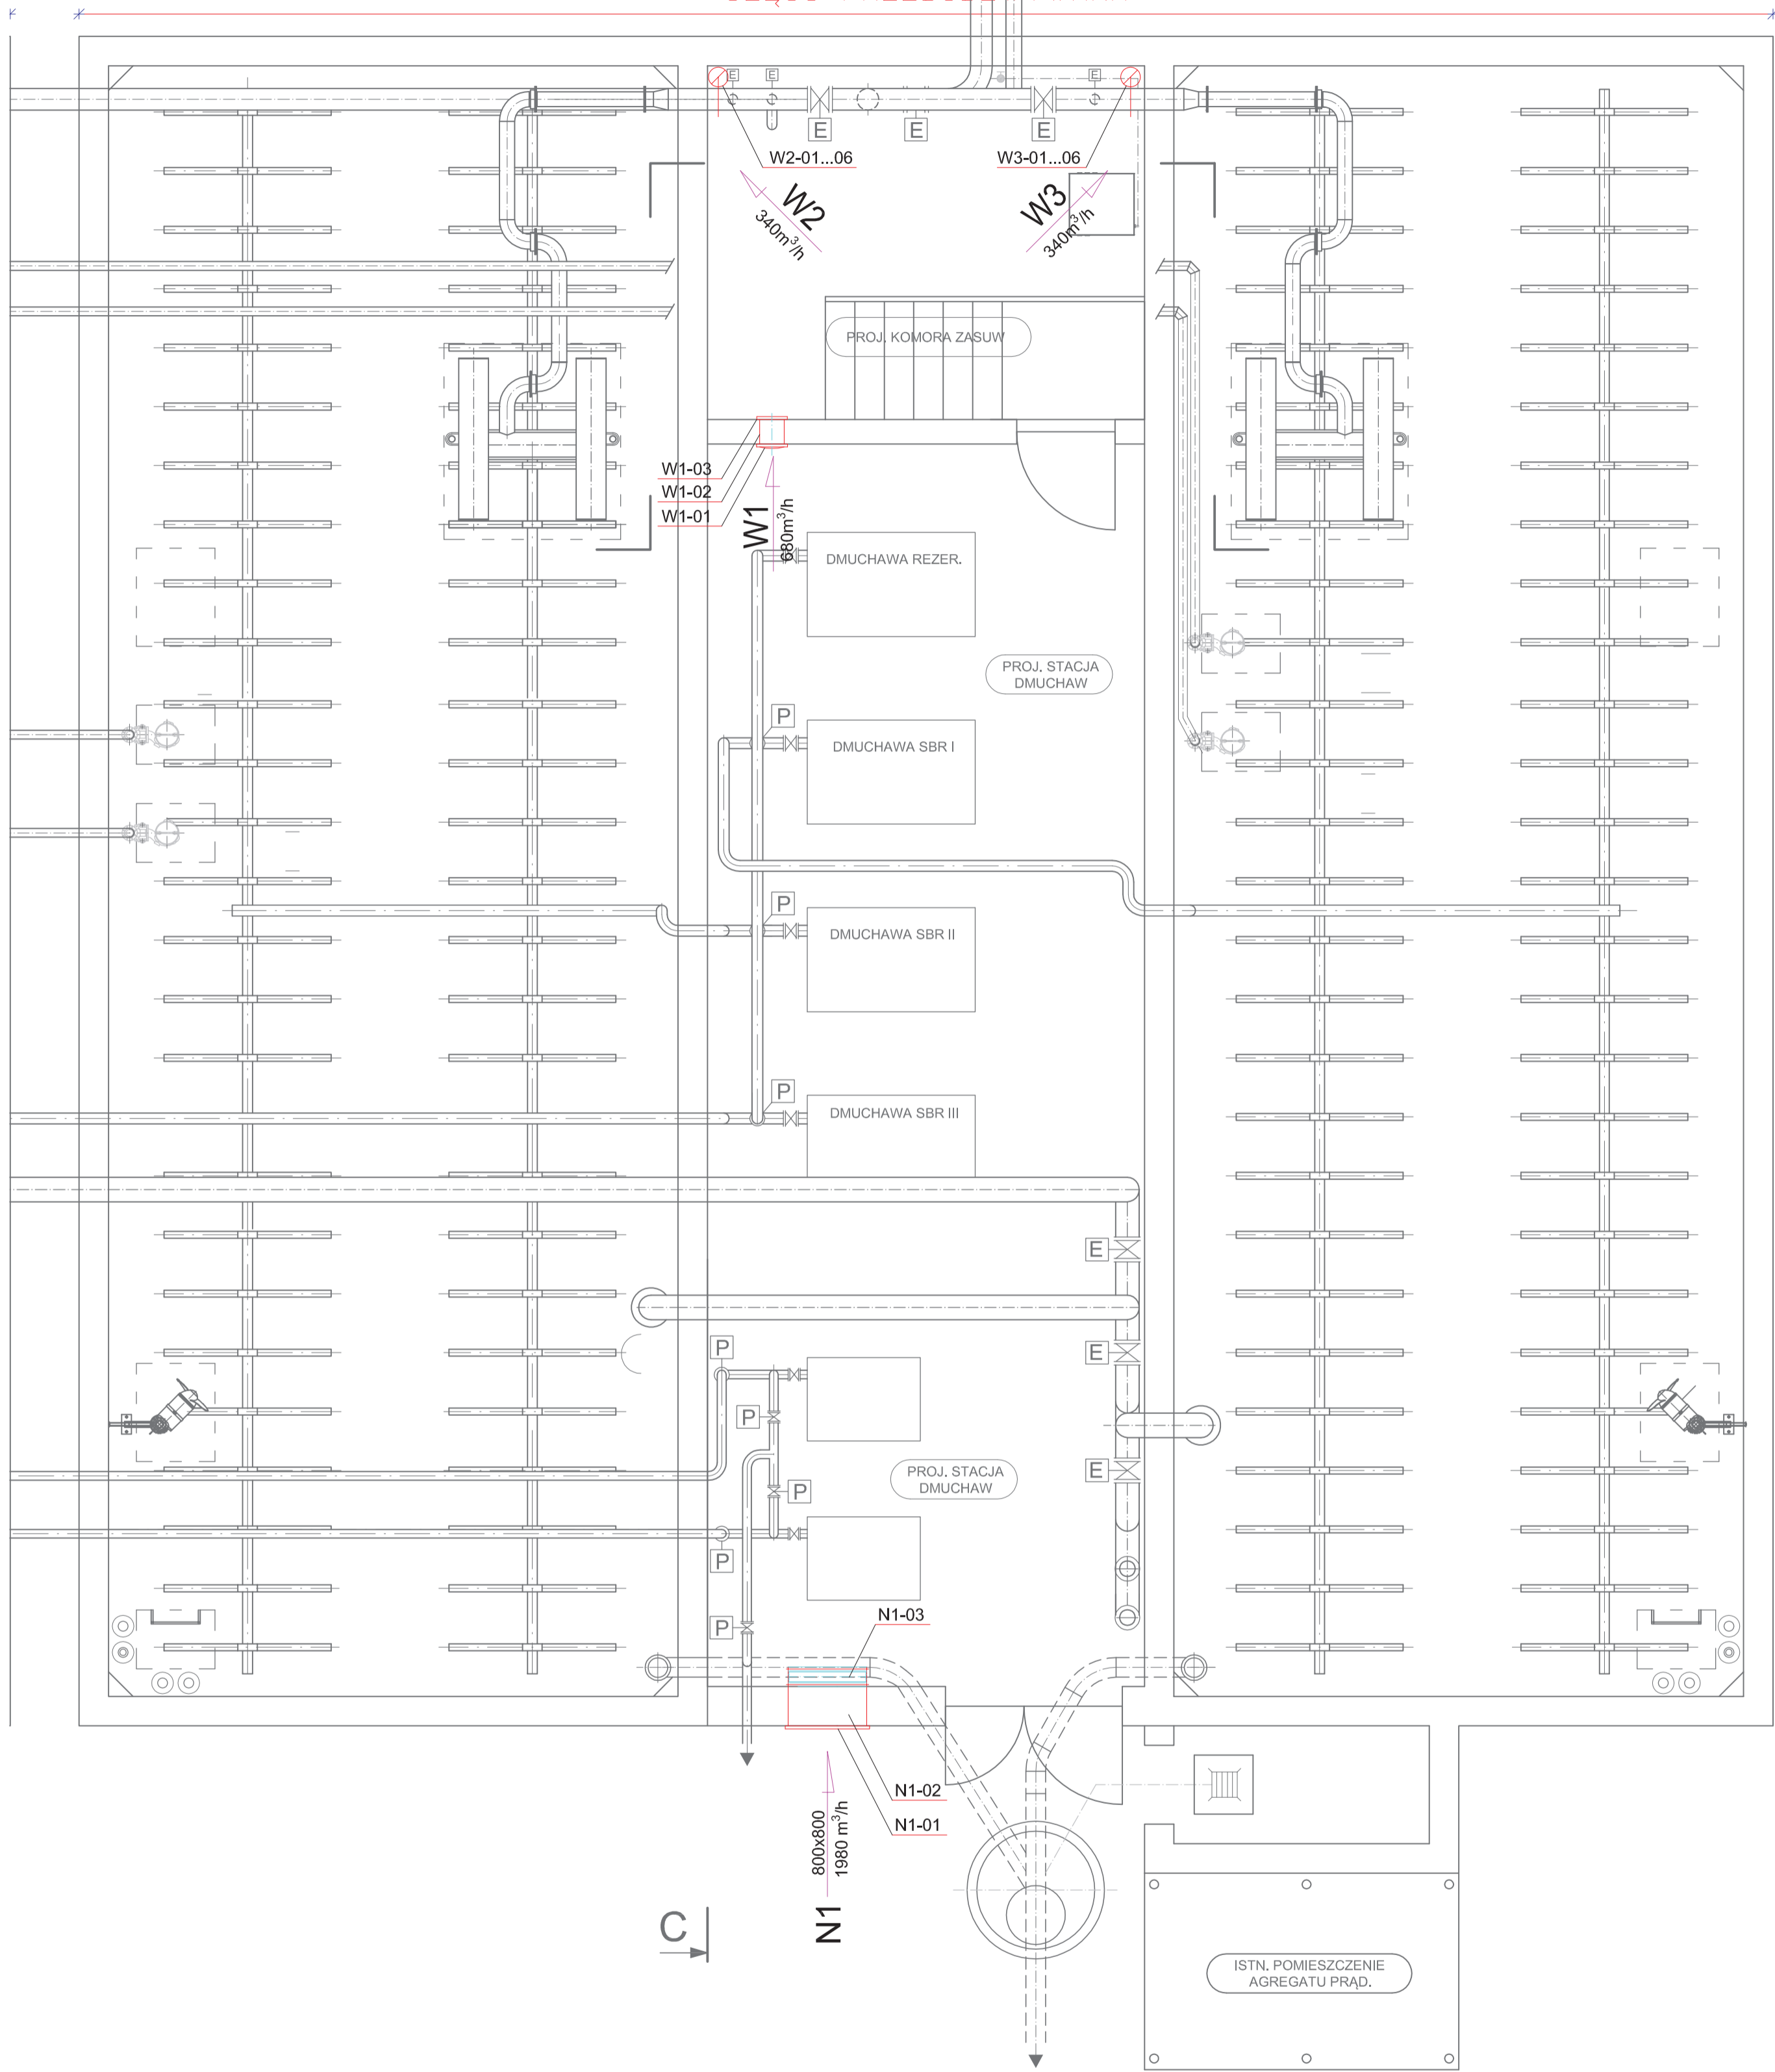 E
E
E
E
E
E
W2-01...06
W3-01...06
W2
340m³/h
W3
340m³/h
PROJ. KOMORA ZASUW
W1-03
W1-02
W1-01
W1
680m³/h
DMUCHAWA REZER.
PROJ. STACJA
DMUCHAW
P
DMUCHAWA SBR I
P
DMUCHAWA SBR II
P
DMUCHAWA SBR III
E
P
E
P
E
PROJ. STACJA
DMUCHAW
P
P
P
N1-03
N1-02
N1-01
800x800
1980 m³/h
N1
C
ISTN. POMIESZCZENIE
AGREGATU PRĄD.